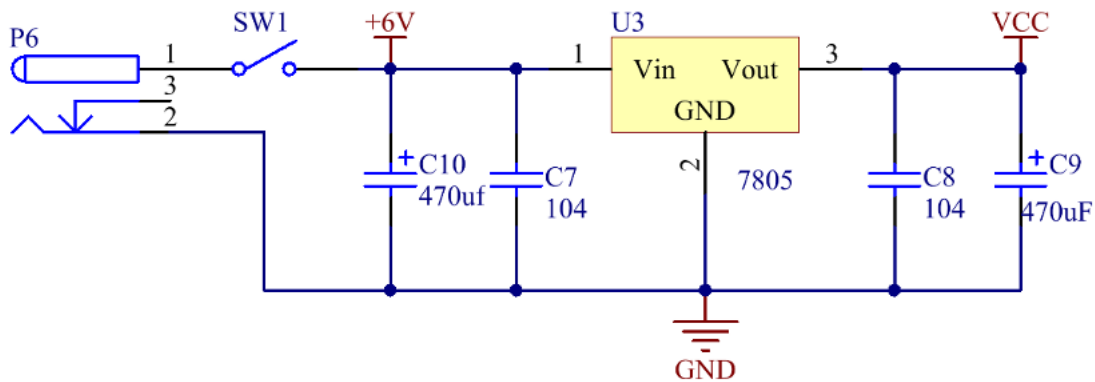 P6
SW1
+6V
U3
VCC
1
3
2
1
Vin
Vout
GND
3
2
7805
C10
470uf
C7
104
C8
104
C9
470uF
+
+
GND